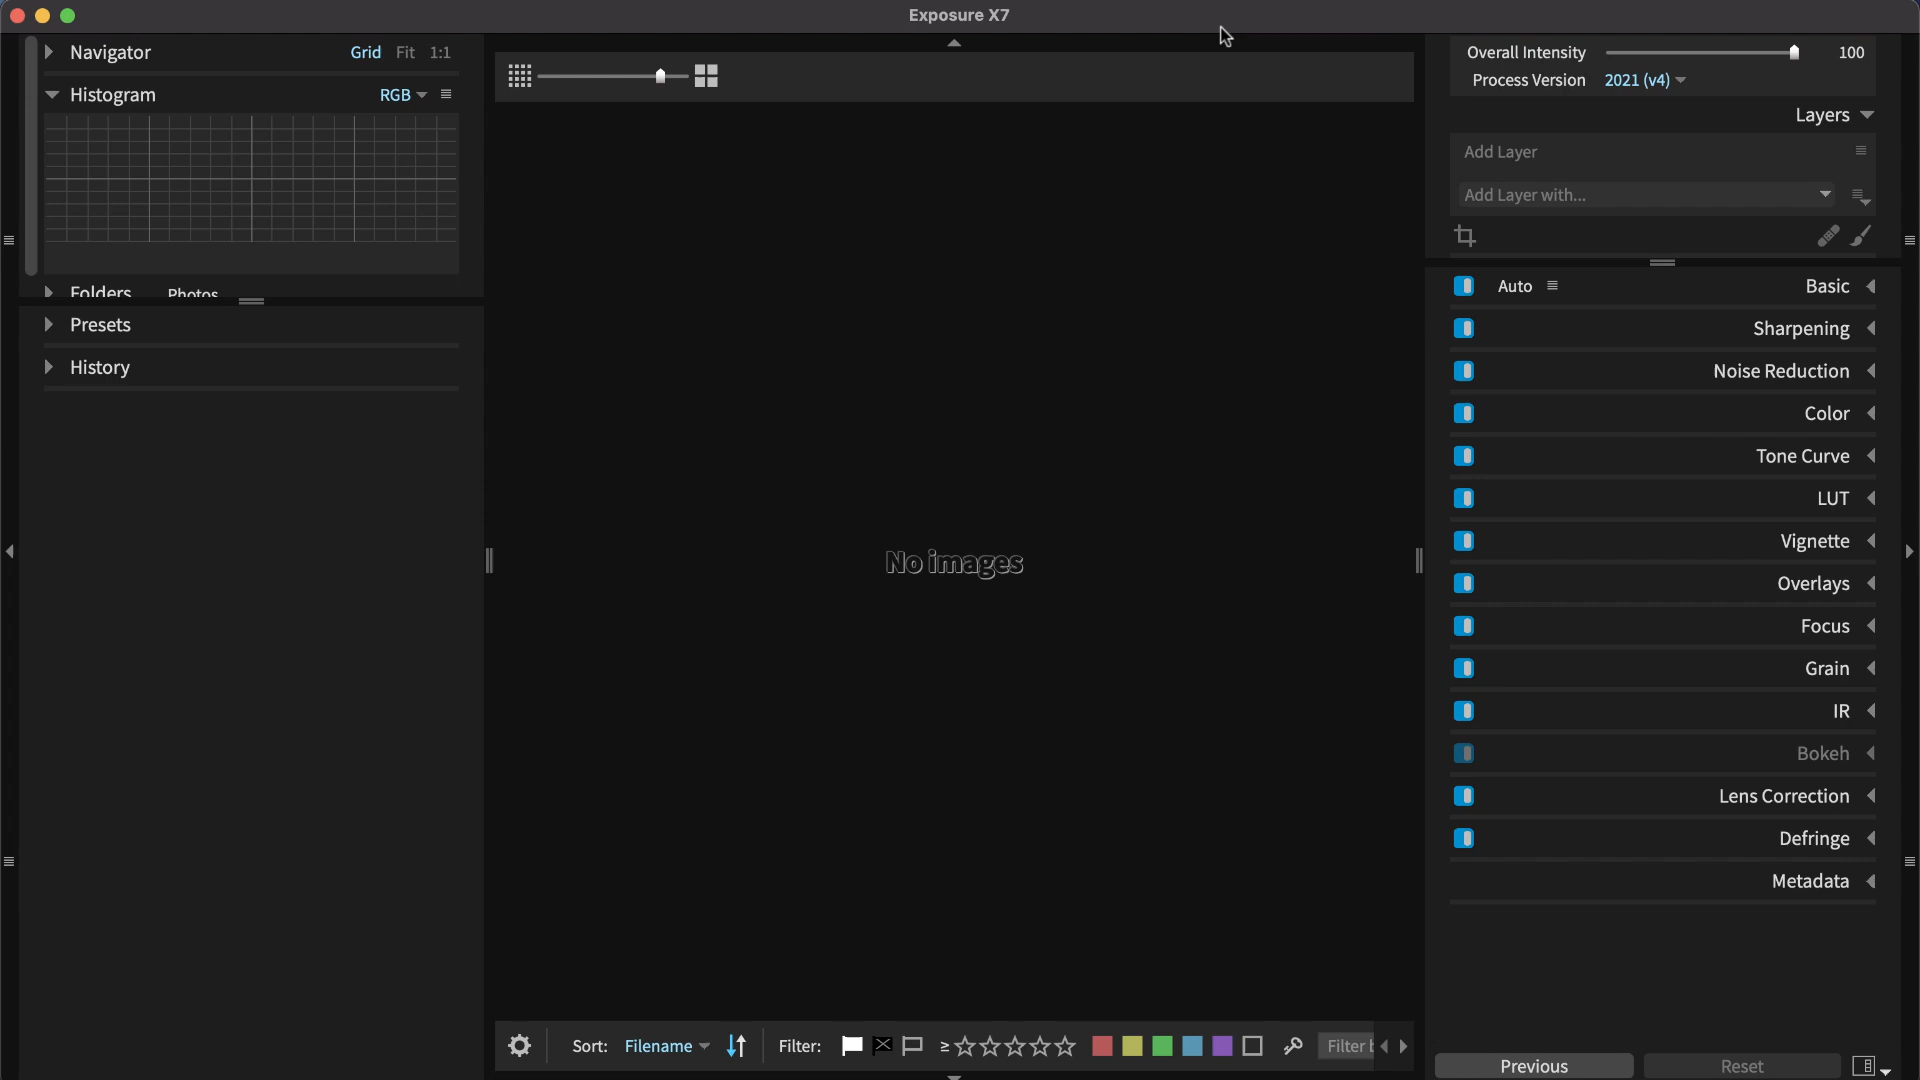 Exposure X7
Navigator Grid Fit 1:1
Histogram RGB
Folders Photos
Presets
History
No images
Sort: Filename Filter: ≥ Filter
Overall Intensity 100
Process Version 2021 (v4)
Layers
Add Layer
Add Layer with...
Auto Basic
Sharpening
Noise Reduction
Color
Tone Curve
LUT
Vignette
Overlays
Focus
Grain
IR
Bokeh
Lens Correction
Defringe
Metadata
Previous Reset